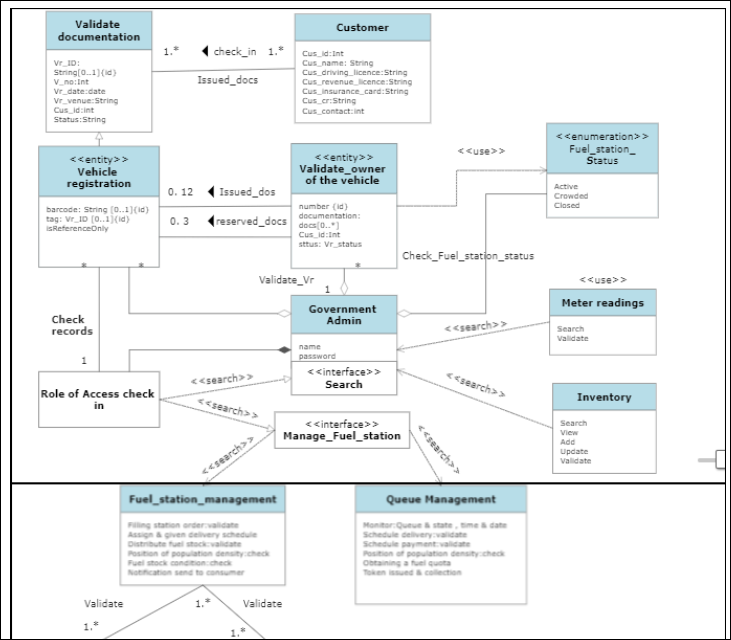 Validate
documentation
Vr_ID:
String[0..1]{id}
V_no:Int
Vr_date:date
Vr_venue:String
Cus_id:int
Status:String
1.* check_in 1.*
Issued_docs
Customer
Cus_id:Int
Cus_name: String
Cus_driving_licence:String
Cus_revenue_licence:String
Cus_insurance_card:String
Cus_cr:String
Cus_contact:int
<<entity>>
Vehicle
registration
barcode: String [0..1]{id}
tag: Vr_ID [0..1]{id}
isReferenceOnly
* *
0. 12 Issued_dos
0. 3 reserved_docs
<<entity>>
Validate_owner
of the vehicle
number {id}
documentation:
docs[0..*]
Cus_id:Int
sttus: Vr_status
*
<<use>>
<<enumeration>>
Fuel_station_
Status
Active
Crowded
Closed
Check_Fuel_station_status
Validate_Vr
1
Government
Admin
name
password
<<interface>>
Search
<<use>>
Meter readings
Search
Validate
<<search>>
Check
records
1
Role of Access check
in
<<search>>
<<search>>
<<interface>>
Manage_Fuel_station
<<search>>
Inventory
Search
View
Add
Update
Validate
<<search>>
<<search>>
Fuel_station_management
Filling station order:validate
Assign & given delivery schedule
Distribute fuel stock:validate
Position of population density:check
Fuel stock condition:check
Notification send to consumer
Queue Management
Monitor:Queue & state , time & date
Schedule delivery:validate
Schedule payment:validate
Position of population density:check
Obtaining a fuel quota
Token issued & collection
Validate 1.* Validate
1.* 1.*